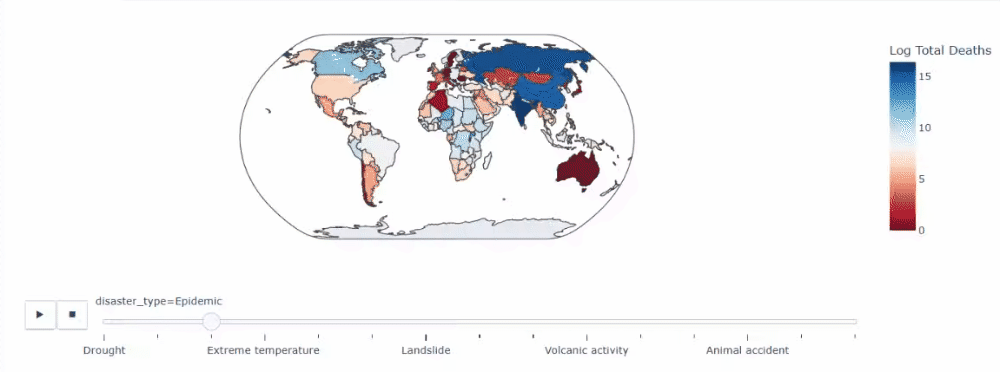 Log Total Deaths
15
10
5
0
disaster_type=Epidemic
Drought
Extreme temperature
Landslide
Volcanic activity
Animal accident